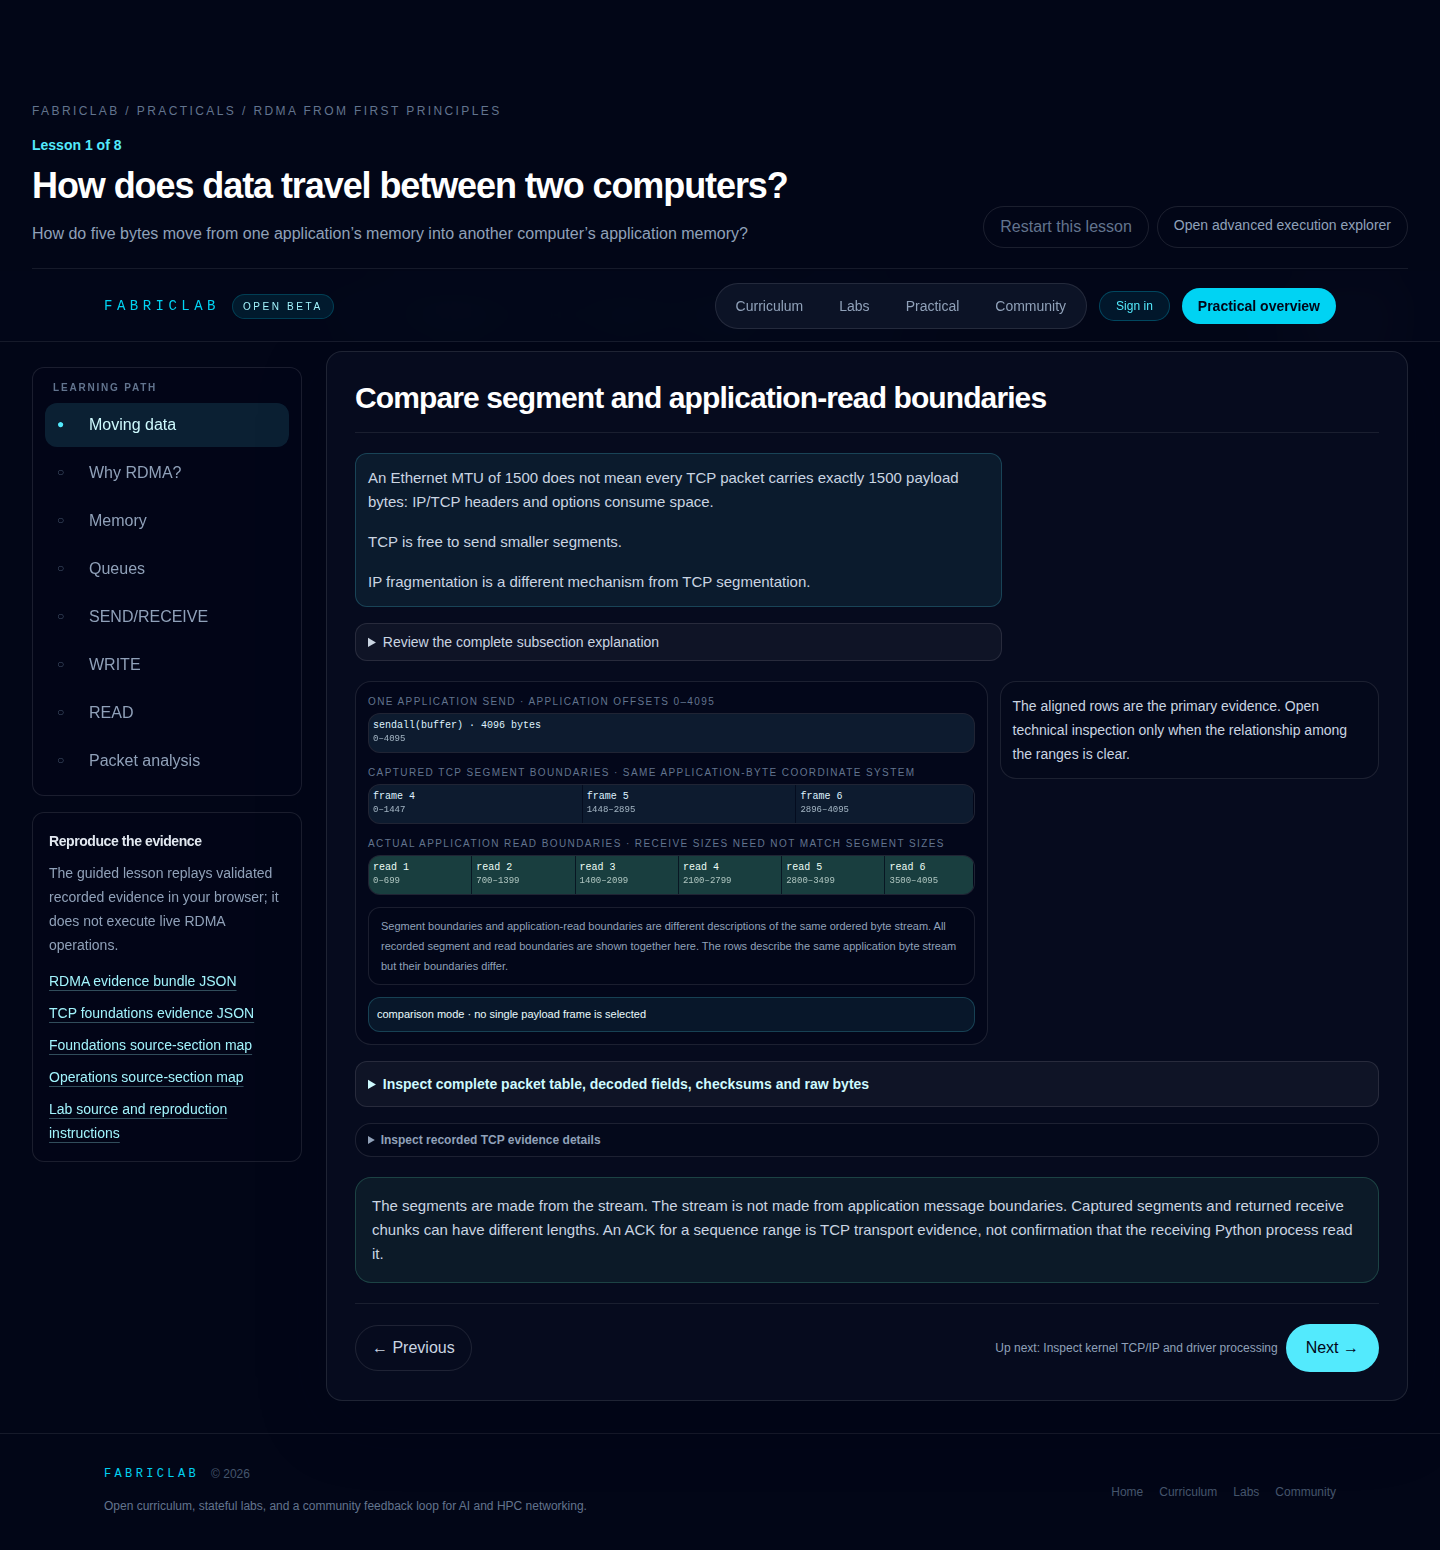 FABRICLAB / PRACTICALS / RDMA FROM FIRST PRINCIPLES
Lesson 1 of 8
How does data travel between two computers?
How do five bytes move from one application’s memory into another computer’s application memory?
Restart this lesson
Open advanced execution explorer
FABRICLAB
OPEN BETA
Curriculum
Labs
Practical
Community
Sign in
Practical overview
LEARNING PATH
Moving data
Why RDMA?
Memory
Queues
SEND/RECEIVE
WRITE
READ
Packet analysis
Reproduce the evidence
The guided lesson replays validated
recorded evidence in your browser; it
does not execute live RDMA
operations.
RDMA evidence bundle JSON
TCP foundations evidence JSON
Foundations source-section map
Operations source-section map
Lab source and reproduction
instructions
Compare segment and application-read boundaries
An Ethernet MTU of 1500 does not mean every TCP packet carries exactly 1500 payload
bytes: IP/TCP headers and options consume space.
TCP is free to send smaller segments.
IP fragmentation is a different mechanism from TCP segmentation.
▶ Review the complete subsection explanation
ONE APPLICATION SEND · APPLICATION OFFSETS 0–4095
sendall(buffer) · 4096 bytes
0–4095
CAPTURED TCP SEGMENT BOUNDARIES · SAME APPLICATION-BYTE COORDINATE SYSTEM
frame 4
0–1447
frame 5
1448–2895
frame 6
2896–4095
ACTUAL APPLICATION READ BOUNDARIES · RECEIVE SIZES NEED NOT MATCH SEGMENT SIZES
read 1
0–699
read 2
700–1399
read 3
1400–2099
read 4
2100–2799
read 5
2800–3499
read 6
3500–4095
Segment boundaries and application-read boundaries are different descriptions of the same ordered byte stream. All
recorded segment and read boundaries are shown together here. The rows describe the same application byte stream
but their boundaries differ.
comparison mode · no single payload frame is selected
The aligned rows are the primary evidence. Open
technical inspection only when the relationship among
the ranges is clear.
▶ Inspect complete packet table, decoded fields, checksums and raw bytes
▶ Inspect recorded TCP evidence details
The segments are made from the stream. The stream is not made from application message boundaries. Captured segments and returned receive
chunks can have different lengths. An ACK for a sequence range is TCP transport evidence, not confirmation that the receiving Python process read
it.
← Previous
Up next: Inspect kernel TCP/IP and driver processing
Next →
FABRICLAB © 2026
Open curriculum, stateful labs, and a community feedback loop for AI and HPC networking.
Home
Curriculum
Labs
Community